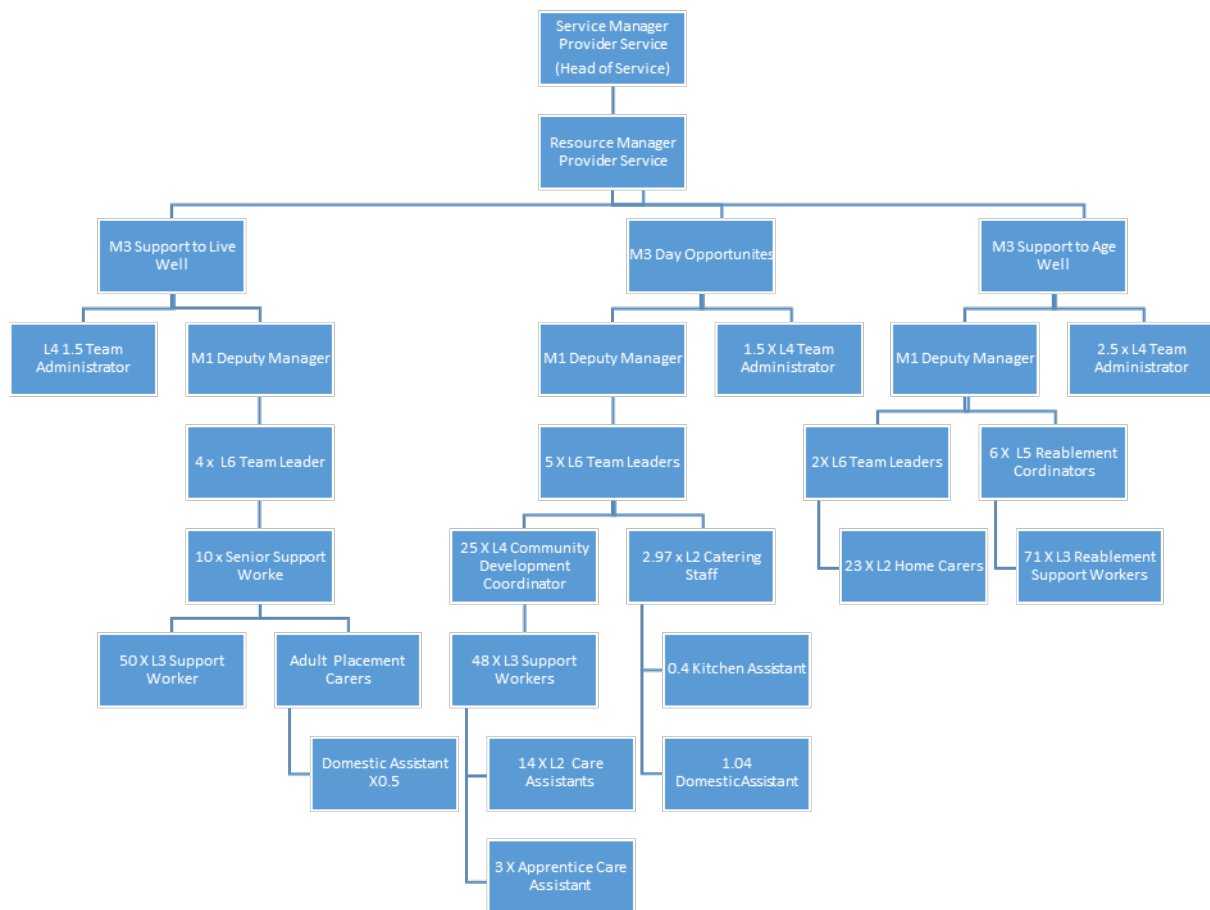 Service Manager
Provider Service
(Head of Service)
Resource Manager
Provider Service
M3 Support to Live
Well
M3 Day Opportunites
M3 Support to Age
Well
L4 1.5 Team
Administrator
M1 Deputy Manager
M1 Deputy Manager
1.5 X L4 Team
Administrator
M1 Deputy Manager
2.5 x L4 Team
Administrator
4 x L6 Team Leader
5 X L6 Team Leaders
2X L6 Team Leaders
6 X L5 Reablement
Cordinators
10 x Senior Support
Worke
25 X L4 Community
Development
Coordinator
2.97 x L2 Catering
Staff
23 X L2 Home Carers
71 X L3 Reablement
Support Workers
50 X L3 Support
Worker
Adult Placement
Carers
48 X L3 Support
Workers
0.4 Kitchen Assistant
Domestic Assistant
X0.5
14 X L2 Care
Assistants
1.04
Domestic Assistant
3 X Apprentice Care
Assistant